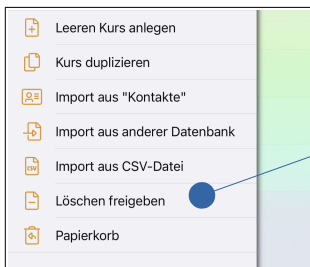 Leeren Kurs anlegen
Kurs duplizieren
Import aus "Kontakte"
Import aus anderer Datenbank
CSV Import aus CSV-Datei
Löschen freigeben
Papierkorb